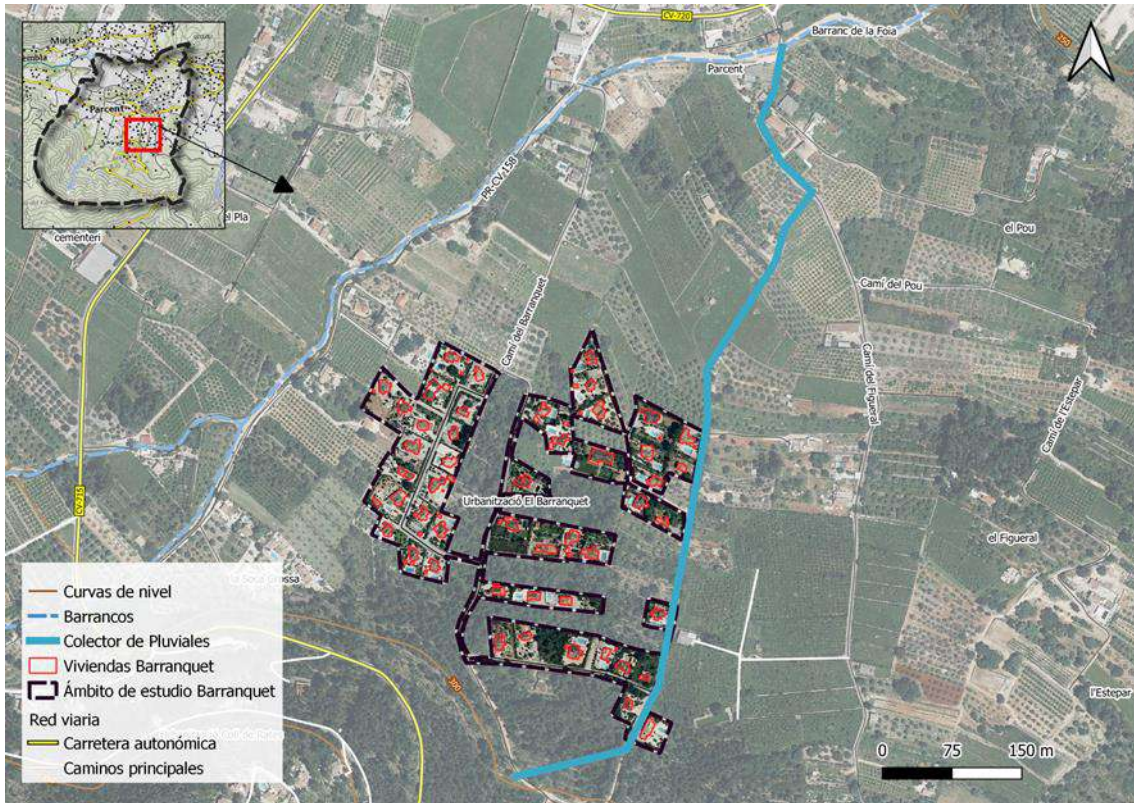 CV-720
Barranc de la Foia
250
Parcent
Murla
Parcent
PR-CV-158
el Pla
cementeri
el Pou
Camí del Pou
Camí del Barranquet
Camí del Figueral
Camí de l'Estepar
Urbanització El Barranquet
CV-715
el Figueral
l'Estepar
300
Curvas de nivel
Barrancos
Colector de Pluviales
Viviendas Barranquet
Ámbito de estudio Barranquet
Red viaria
Carretera autonómica
Caminos principales
0 75 150 m